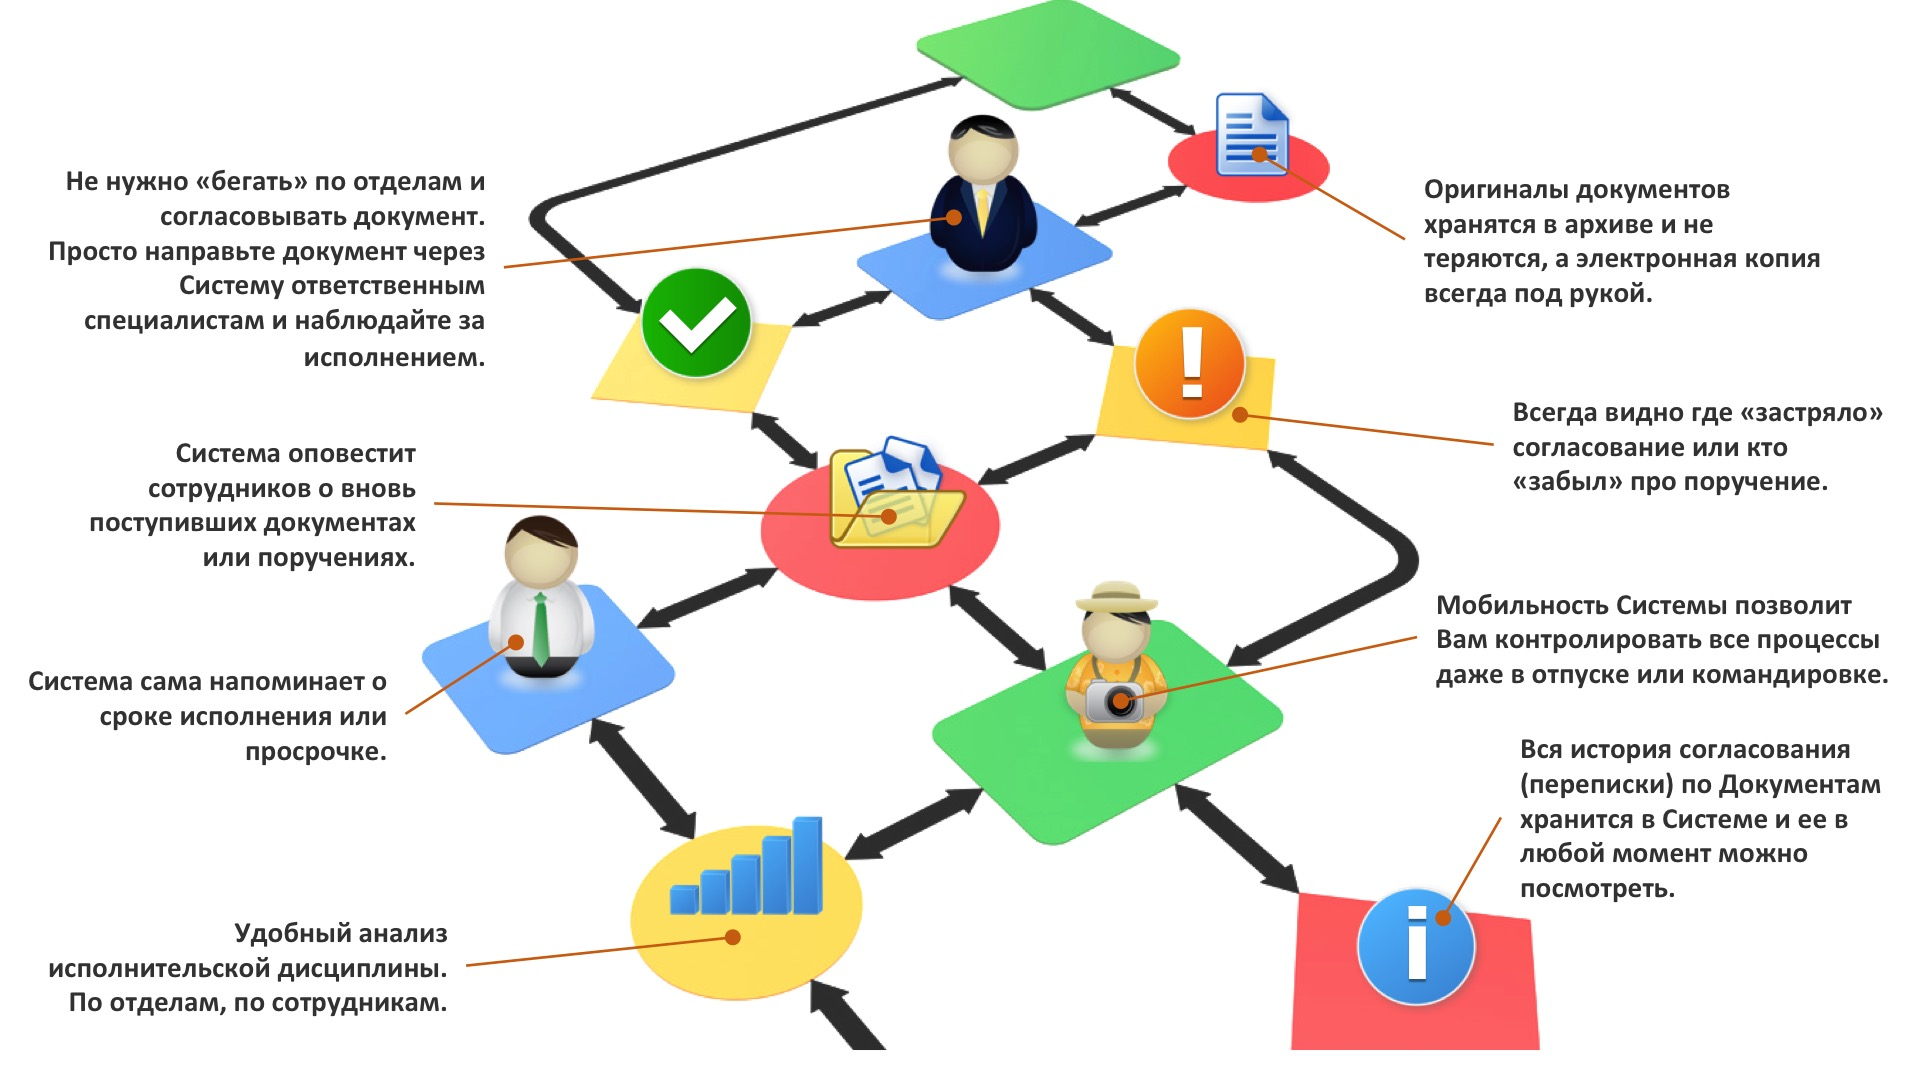 Не нужно «бегать» по отделам и
согласовывать документ.
Просто направьте документ через
Систему ответственным
специалистам и наблюдайте за
исполнением.
Система оповестит
сотрудников о вновь
поступивших документах
или поручениях.
Система сама напоминает о
сроке исполнения или
просрочке.
Удобный анализ
исполнительской дисциплины.
По отделам, по сотрудникам.
Оригиналы документов
хранятся в архиве и не
теряются, а электронная копия
всегда под рукой.
Всегда видно где «застряло»
согласование или кто
«забыл» про поручение.
Мобильность Системы позволит
Вам контролировать все процессы
даже в отпуске или командировке.
Вся история согласования
(переписки) по Документам
хранится в Системе и ее в
любой момент можно
посмотреть.